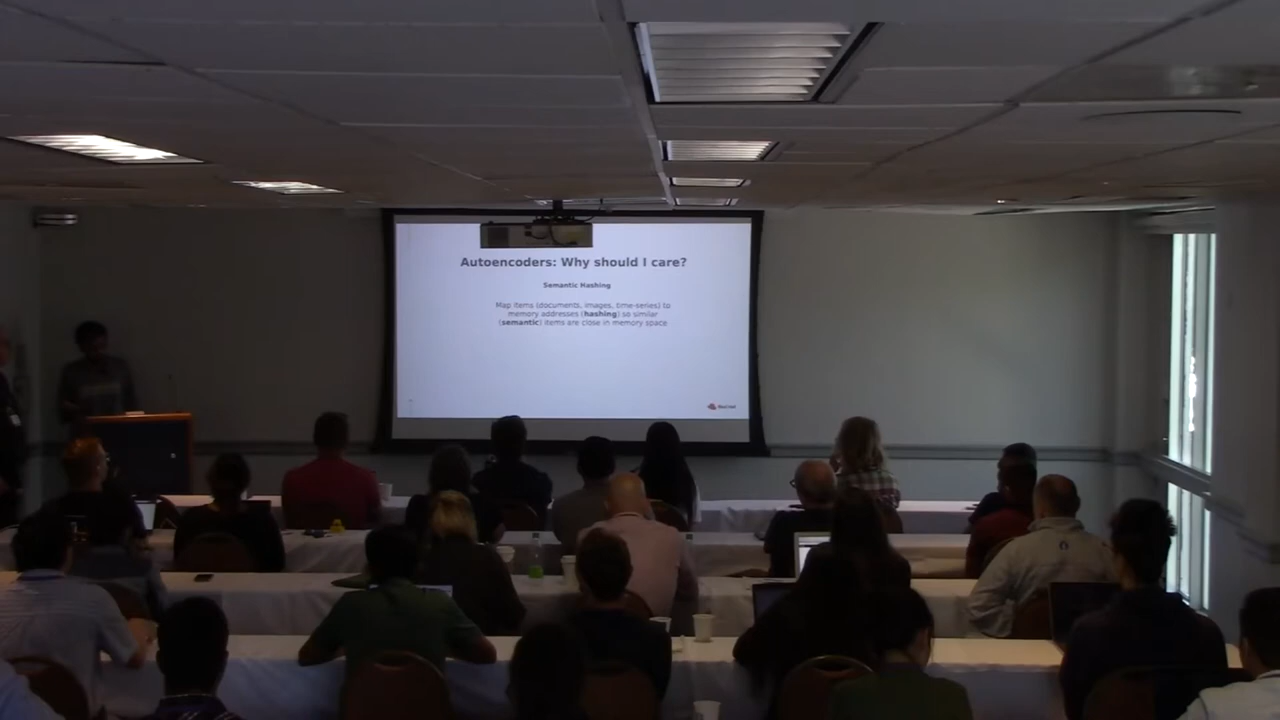 Autoencoders: Why should I care?
Semantic Hashing
Map items (documents, images, time-series) to
memory addresses (hashing) so similar
(semantic) items are close in memory space